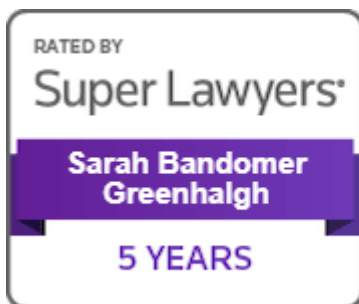 RATED BY
Super Lawyers®
Sarah Bandomer
Greenhalgh
5 YEARS